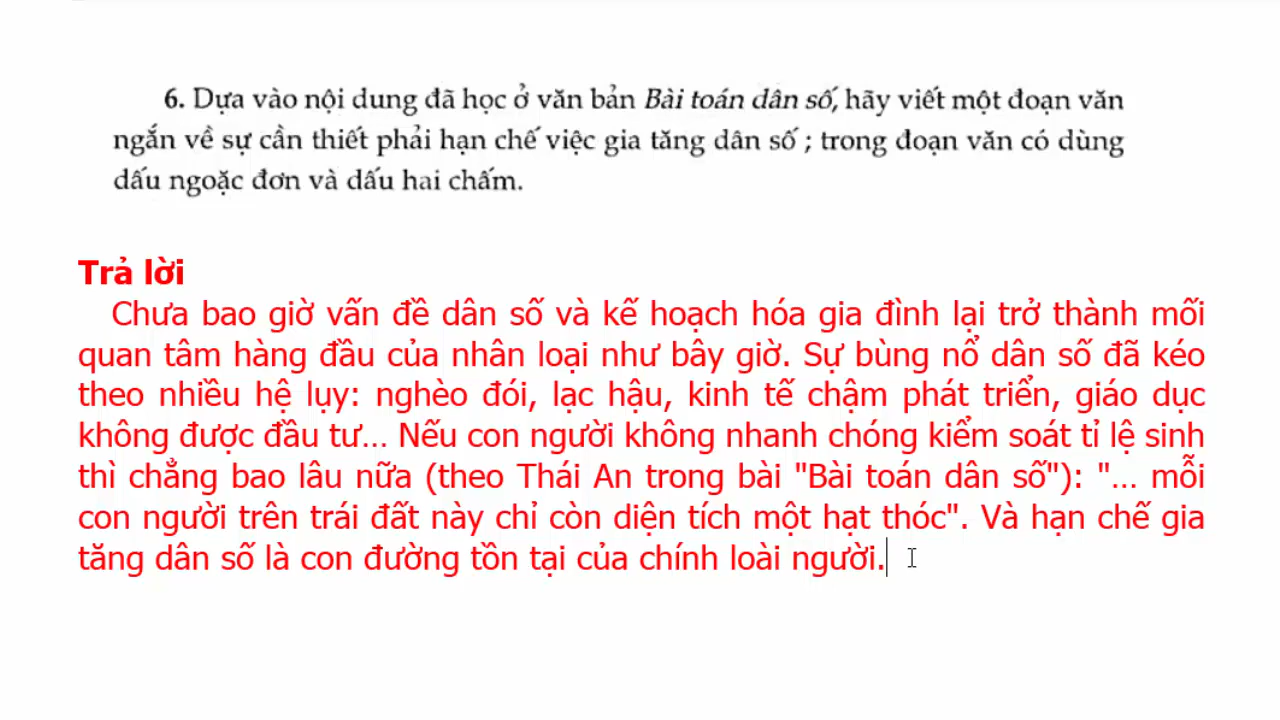 6. Dựa vào nội dung đã học ở văn bản Bài toán dân số, hãy viết một đoạn văn
ngắn về sự cần thiết phải hạn chế việc gia tăng dân số ; trong đoạn văn có dùng
dấu ngoặc đơn và dấu hai chấm.
Trả lời
Chưa bao giờ vấn đề dân số và kế hoạch hóa gia đình lại trở thành mối
quan tâm hàng đầu của nhân loại như bây giờ. Sự bùng nổ dân số đã kéo
theo nhiều hệ lụy: nghèo đói, lạc hậu, kinh tế chậm phát triển, giáo dục
không được đầu tư... Nếu con người không nhanh chóng kiểm soát tỉ lệ sinh
thì chẳng bao lâu nữa (theo Thái An trong bài "Bài toán dân số"): "... mỗi
con người trên trái đất này chỉ còn diện tích một hạt thóc". Và hạn chế gia
tăng dân số là con đường tồn tại của chính loài người.